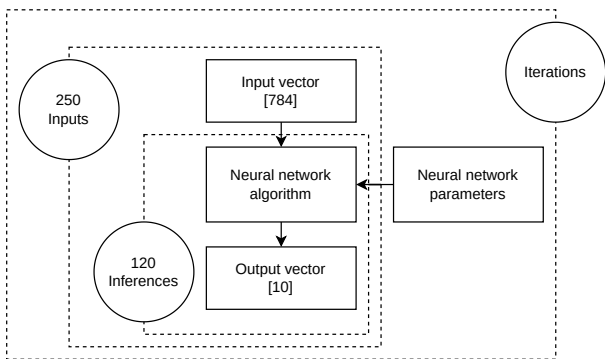 Iterations
250
Inputs
Input vector
[784]
Neural network
algorithm
Neural network
parameters
120
Inferences
Output vector
[10]